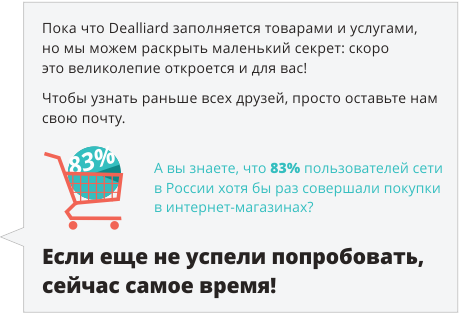 Пока что Dealliard заполняется товарами и услугами,
но мы можем раскрыть маленький секрет: скоро
это великолепие откроется и для вас!
Чтобы узнать раньше всех друзей, просто оставьте нам
свою почту.
83%
А вы знаете, что 83% пользователей сети
в России хотя бы раз совершали покупки
в интернет-магазинах?
Если еще не успели попробовать,
сейчас самое время!